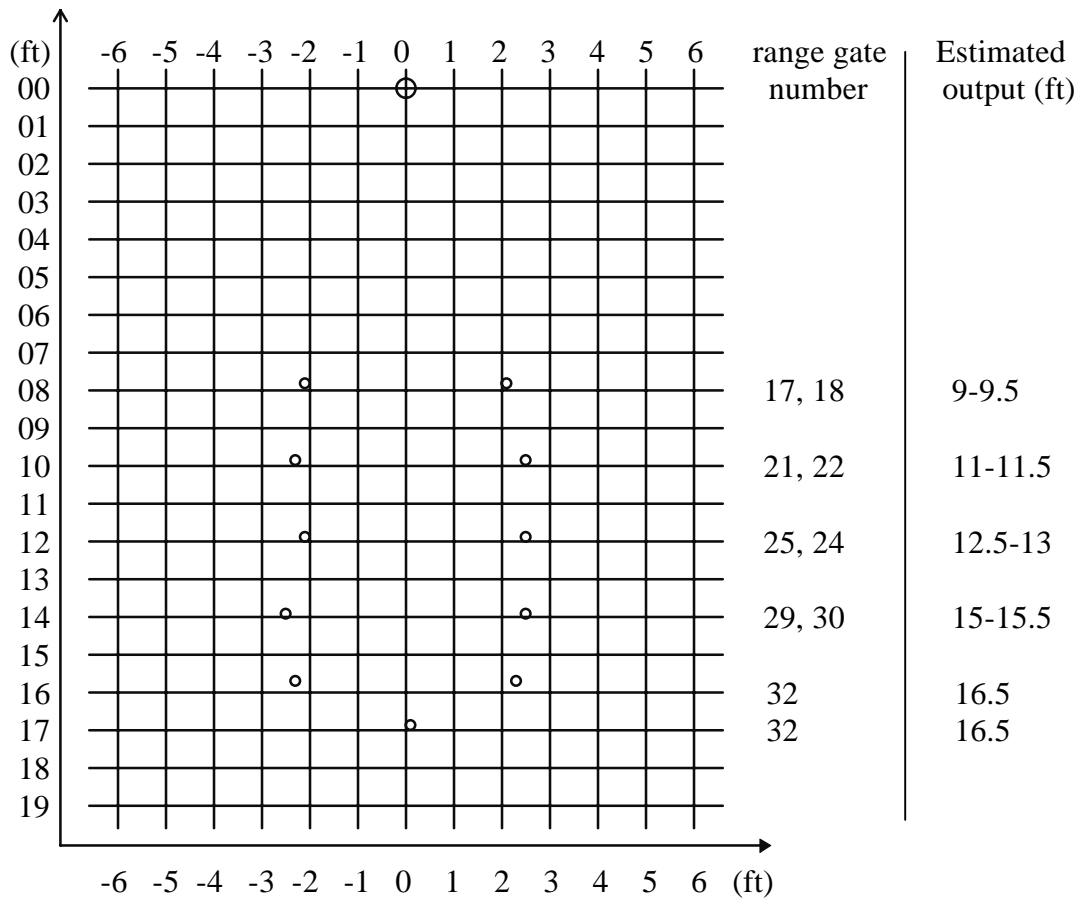 (ft) -6 -5 -4 -3 -2 -1 0 1 2 3 4 5 6 range gate Estimated
00 number output (ft)
01
02
03
04
05
06
07
08 17, 18 9-9.5
09
10 21, 22 11-11.5
11
12 25, 24 12.5-13
13
14 29, 30 15-15.5
15
16 32 16.5
17 32 16.5
18
19
-6 -5 -4 -3 -2 -1 0 1 2 3 4 5 6 (ft)